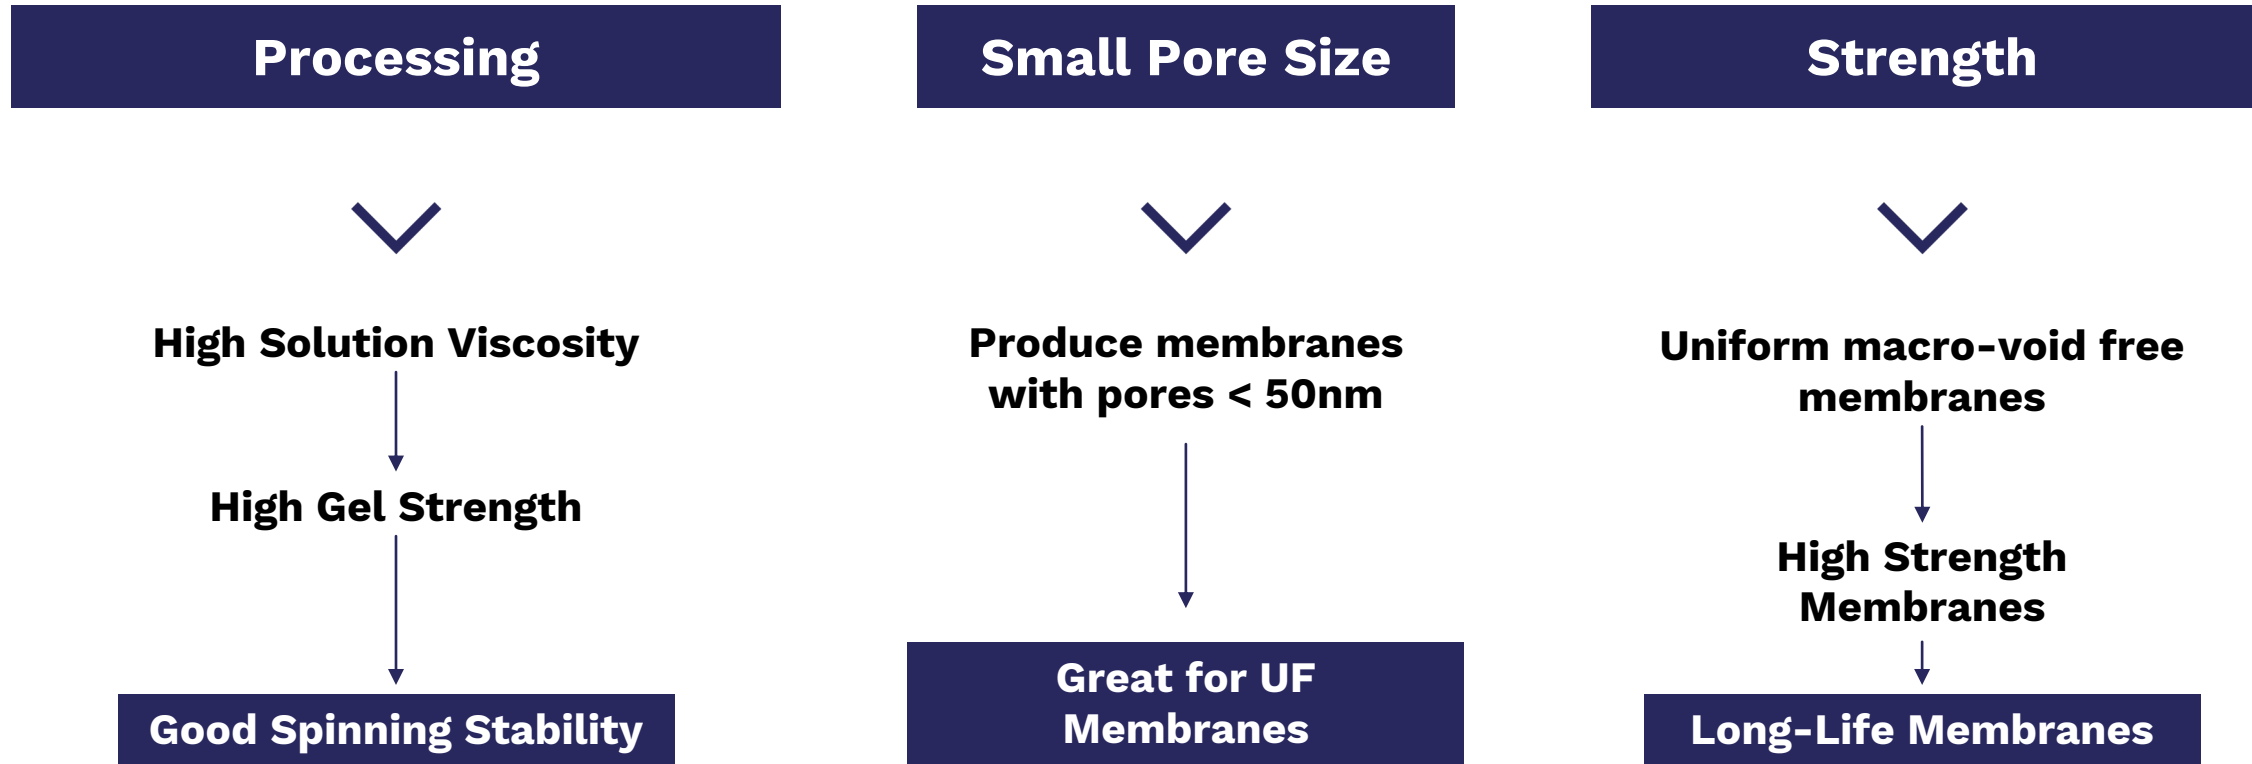 Processing
High Solution Viscosity
High Gel Strength
Good Spinning Stability
Small Pore Size
Produce membranes
with pores < 50nm
Great for UF
Membranes
Strength
Uniform macro-void free
membranes
High Strength
Membranes
Long-Life Membranes